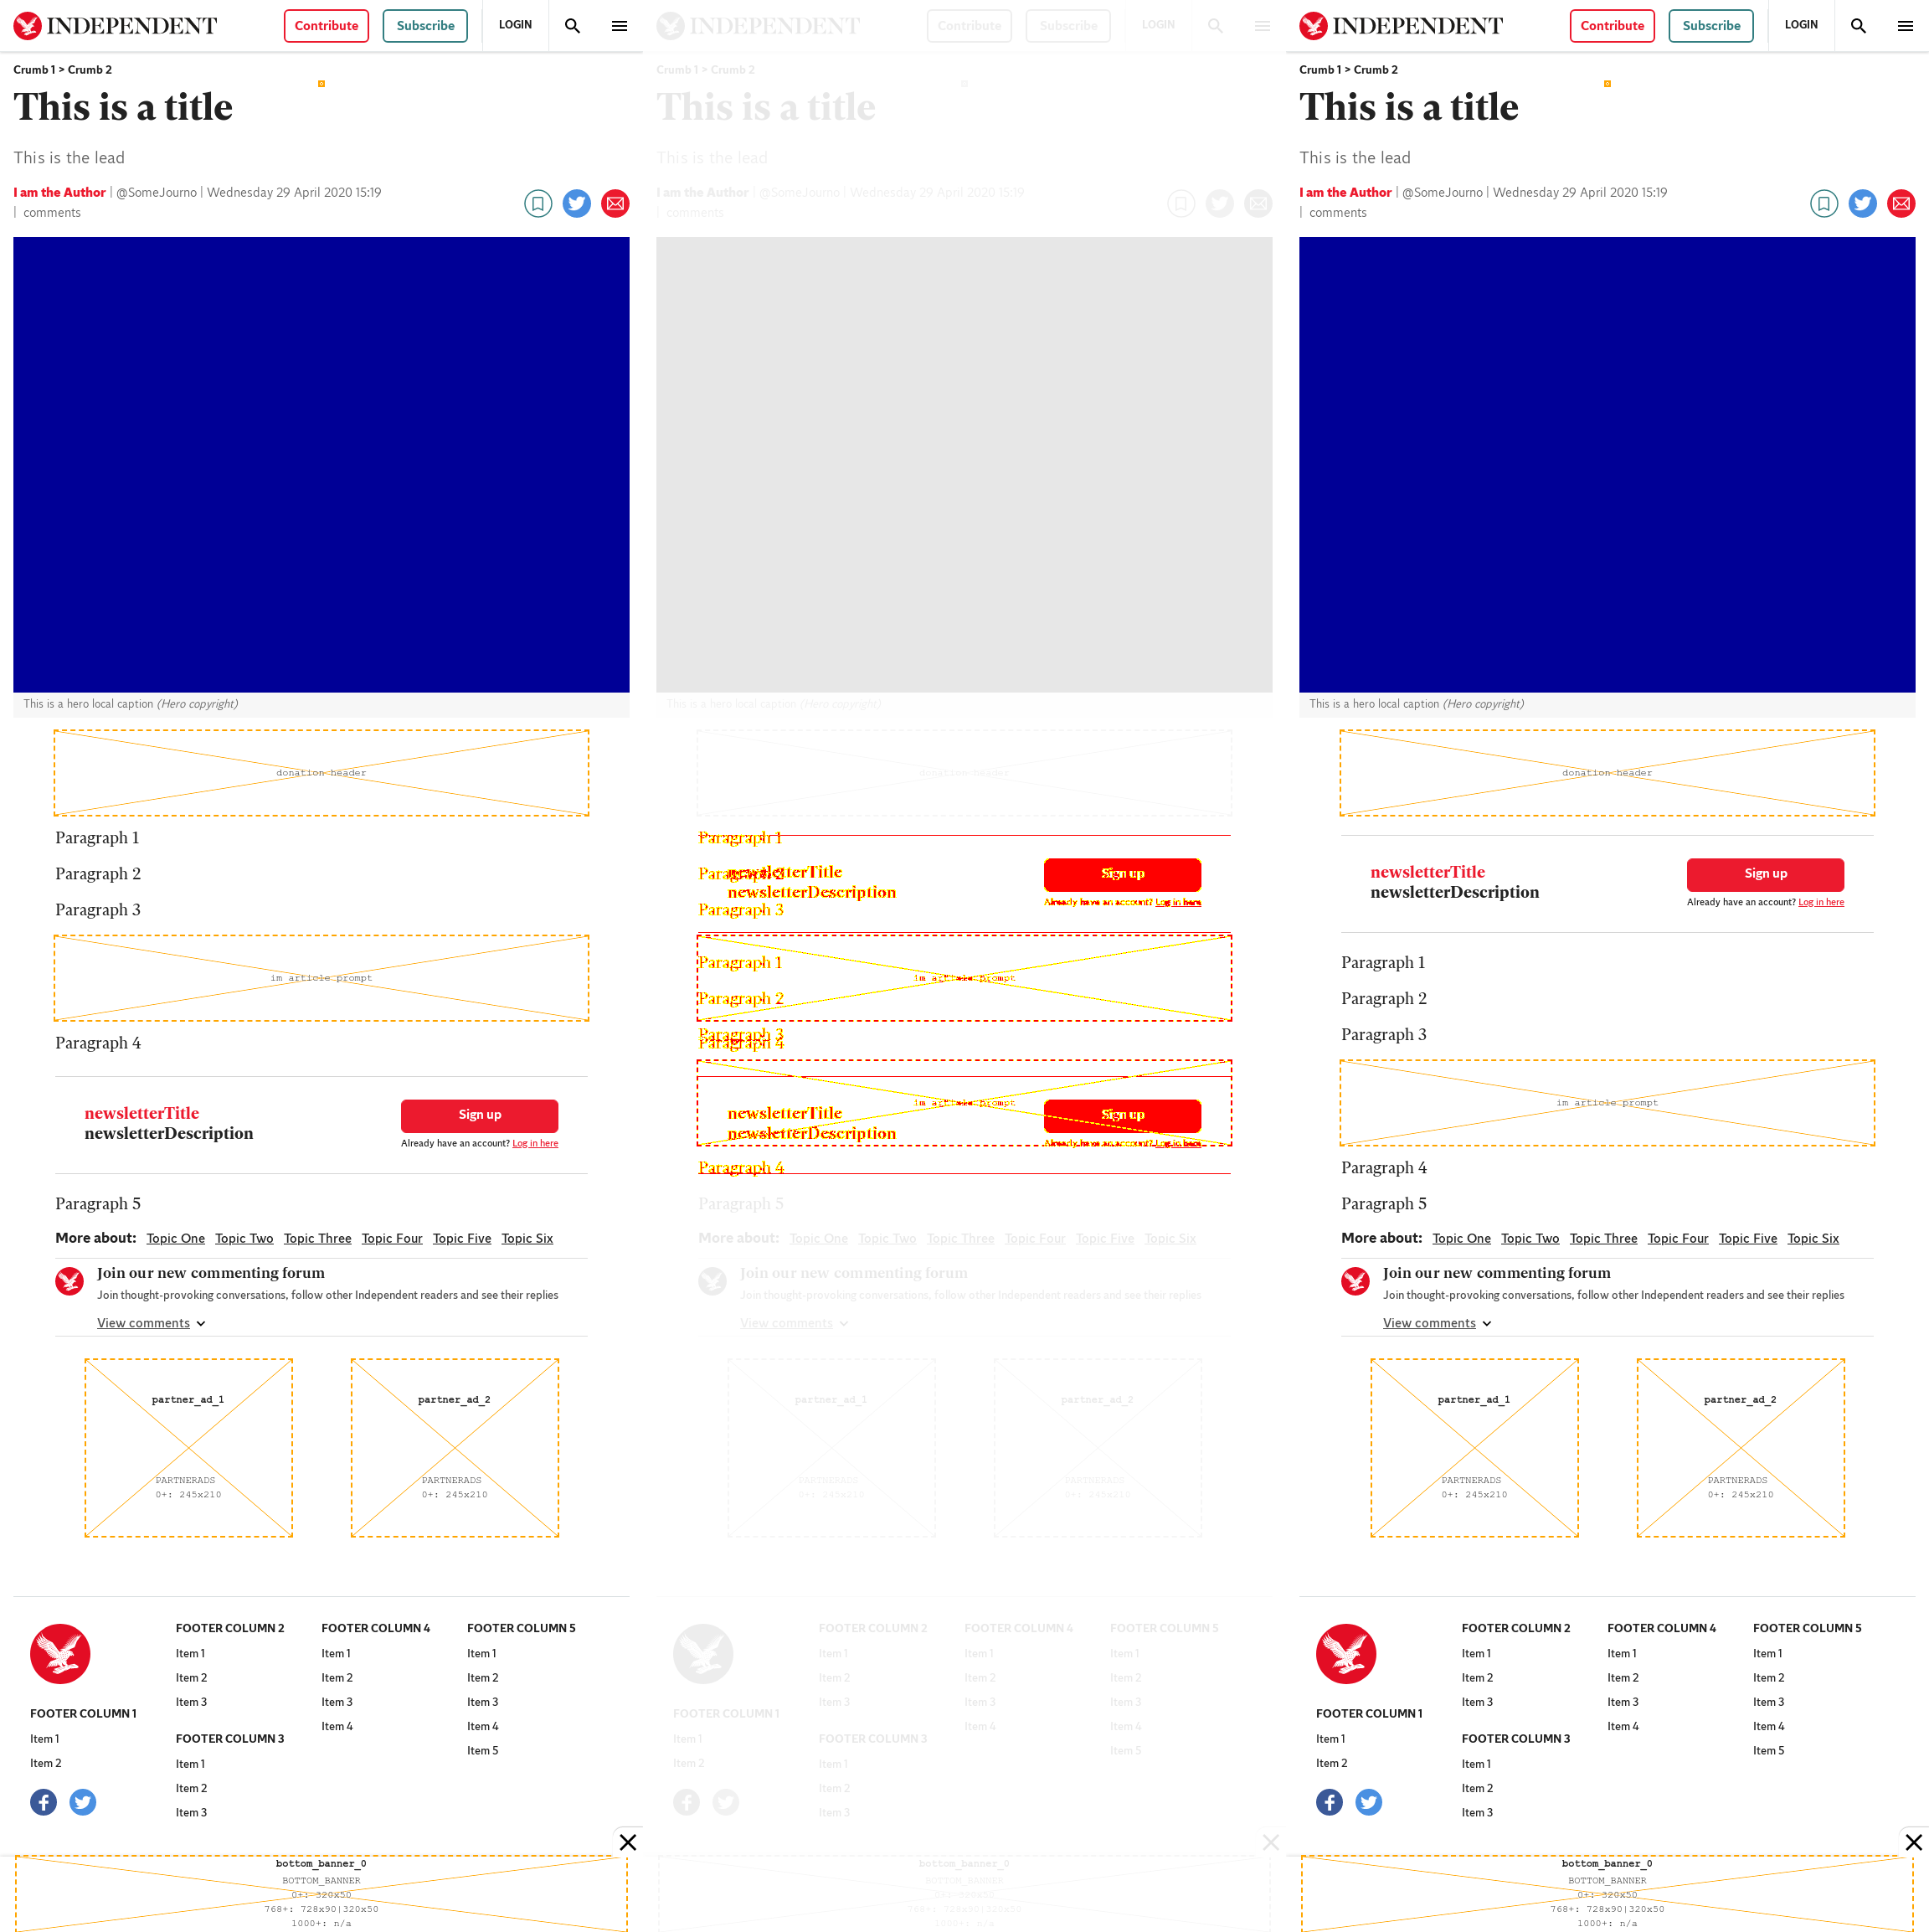 INDEPENDENT Contribute Subscribe LOGIN
Crumb 1 > Crumb 2
This is a title
This is the lead
I am the Author | @SomeJourno | Wednesday 29 April 2020 15:19
| comments
This is a hero local caption (Hero copyright)
donation header
Paragraph 1
Paragraph 2
Paragraph 3
im article prompt
Paragraph 4
newsletterTitle
newsletterDescription
Sign up
Already have an account? Log in here
Paragraph 5
More about: Topic One Topic Two Topic Three Topic Four Topic Five Topic Six
Join our new commenting forum
Join thought-provoking conversations, follow other Independent readers and see their replies
View comments
partner_ad_1
PARTNERADS
0+: 245x210
partner_ad_2
PARTNERADS
0+: 245x210
FOOTER COLUMN 1
Item 1
Item 2
FOOTER COLUMN 2
Item 1
Item 2
Item 3
FOOTER COLUMN 3
Item 1
Item 2
Item 3
FOOTER COLUMN 4
Item 1
Item 2
Item 3
Item 4
FOOTER COLUMN 5
Item 1
Item 2
Item 3
Item 4
Item 5
bottom_banner_0
BOTTOM_BANNER
0+: 320x50
768+: 728x90|320x50
1000+: n/a
INDEPENDENT Contribute Subscribe LOGIN
Crumb 1 > Crumb 2
This is a title
This is the lead
I am the Author | @SomeJourno | Wednesday 29 April 2020 15:19
| comments
This is a hero local caption (Hero copyright)
donation header
Paragraph 1
Paragraph 2
newsletterTitle
newsletterDescription
Sign up
Already have an account? Log in here
Paragraph 3
Paragraph 1
im article prompt
Paragraph 2
Paragraph 3
Paragraph 4
im article prompt
newsletterTitle
newsletterDescription
Sign up
Already have an account? Log in here
Paragraph 4
Paragraph 5
More about: Topic One Topic Two Topic Three Topic Four Topic Five Topic Six
Join our new commenting forum
Join thought-provoking conversations, follow other Independent readers and see their replies
View comments
partner_ad_1
PARTNERADS
0+: 245x210
partner_ad_2
PARTNERADS
0+: 245x210
FOOTER COLUMN 1
Item 1
Item 2
FOOTER COLUMN 2
Item 1
Item 2
Item 3
FOOTER COLUMN 3
Item 1
Item 2
Item 3
FOOTER COLUMN 4
Item 1
Item 2
Item 3
Item 4
FOOTER COLUMN 5
Item 1
Item 2
Item 3
Item 4
Item 5
bottom_banner_0
BOTTOM_BANNER
0+: 320x50
768+: 728x90|320x50
1000+: n/a
INDEPENDENT Contribute Subscribe LOGIN
Crumb 1 > Crumb 2
This is a title
This is the lead
I am the Author | @SomeJourno | Wednesday 29 April 2020 15:19
| comments
This is a hero local caption (Hero copyright)
donation header
newsletterTitle
newsletterDescription
Sign up
Already have an account? Log in here
Paragraph 1
Paragraph 2
Paragraph 3
im article prompt
Paragraph 4
Paragraph 5
More about: Topic One Topic Two Topic Three Topic Four Topic Five Topic Six
Join our new commenting forum
Join thought-provoking conversations, follow other Independent readers and see their replies
View comments
partner_ad_1
PARTNERADS
0+: 245x210
partner_ad_2
PARTNERADS
0+: 245x210
FOOTER COLUMN 1
Item 1
Item 2
FOOTER COLUMN 2
Item 1
Item 2
Item 3
FOOTER COLUMN 3
Item 1
Item 2
Item 3
FOOTER COLUMN 4
Item 1
Item 2
Item 3
Item 4
FOOTER COLUMN 5
Item 1
Item 2
Item 3
Item 4
Item 5
bottom_banner_0
BOTTOM_BANNER
0+: 320x50
768+: 728x90|320x50
1000+: n/a